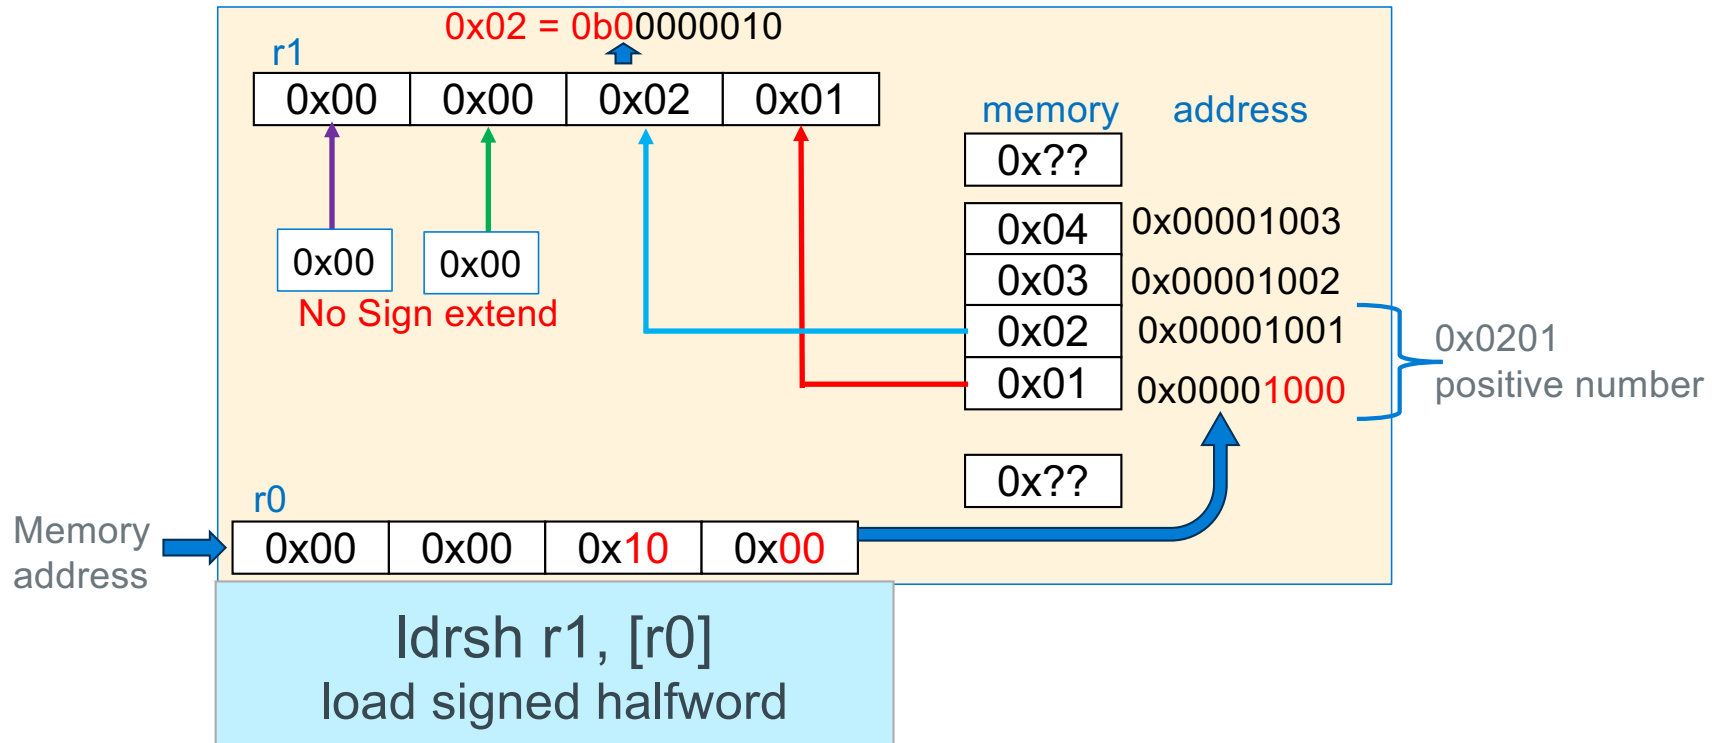 0x02 = 0b00000010
r1
0x00 0x00 0x02 0x01
memory address
0x??
0x04 0x00001003
0x00 0x00
0x03 0x00001002
No Sign extend
0x02 0x00001001
0x0201
positive number
0x01 0x00001000
0x??
r0
Memory
address
0x00 0x00 0x10 0x00
ldrsh r1, [r0]
load signed halfword